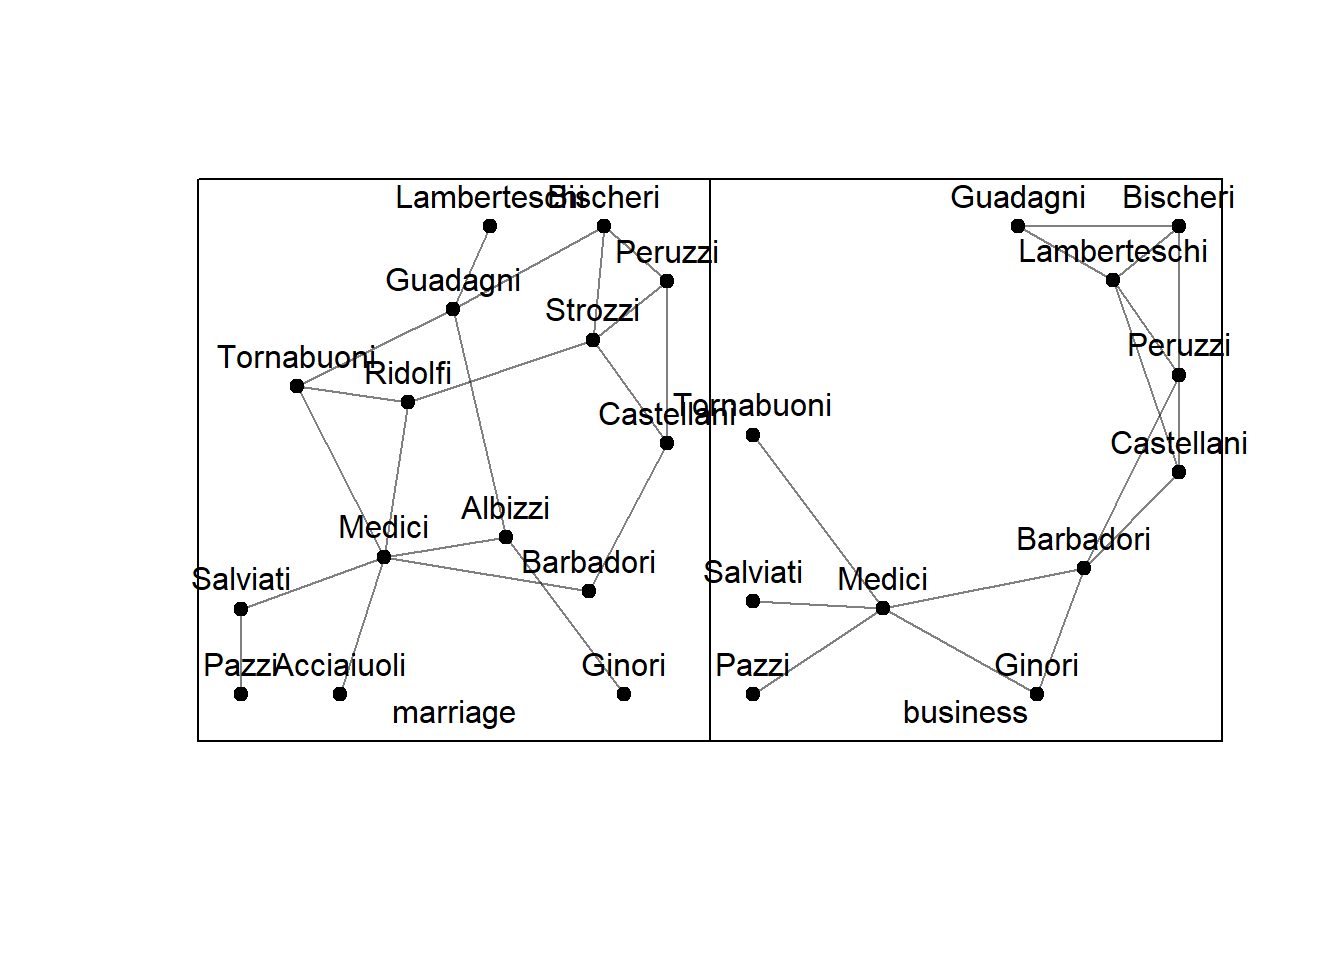 Lamberteschi
Bischeri
Peruzzi
Guadagni
Strozzi
Tornabuoni
Ridolfi
Castellani
Albizzi
Medici
Barbadori
Salviati
Pazzi
Acciaiuoli
Ginori
marriage
Guadagni
Bischeri
Lamberteschi
Peruzzi
Tornabuoni
Castellani
Barbadori
Salviati
Medici
Pazzi
Ginori
business